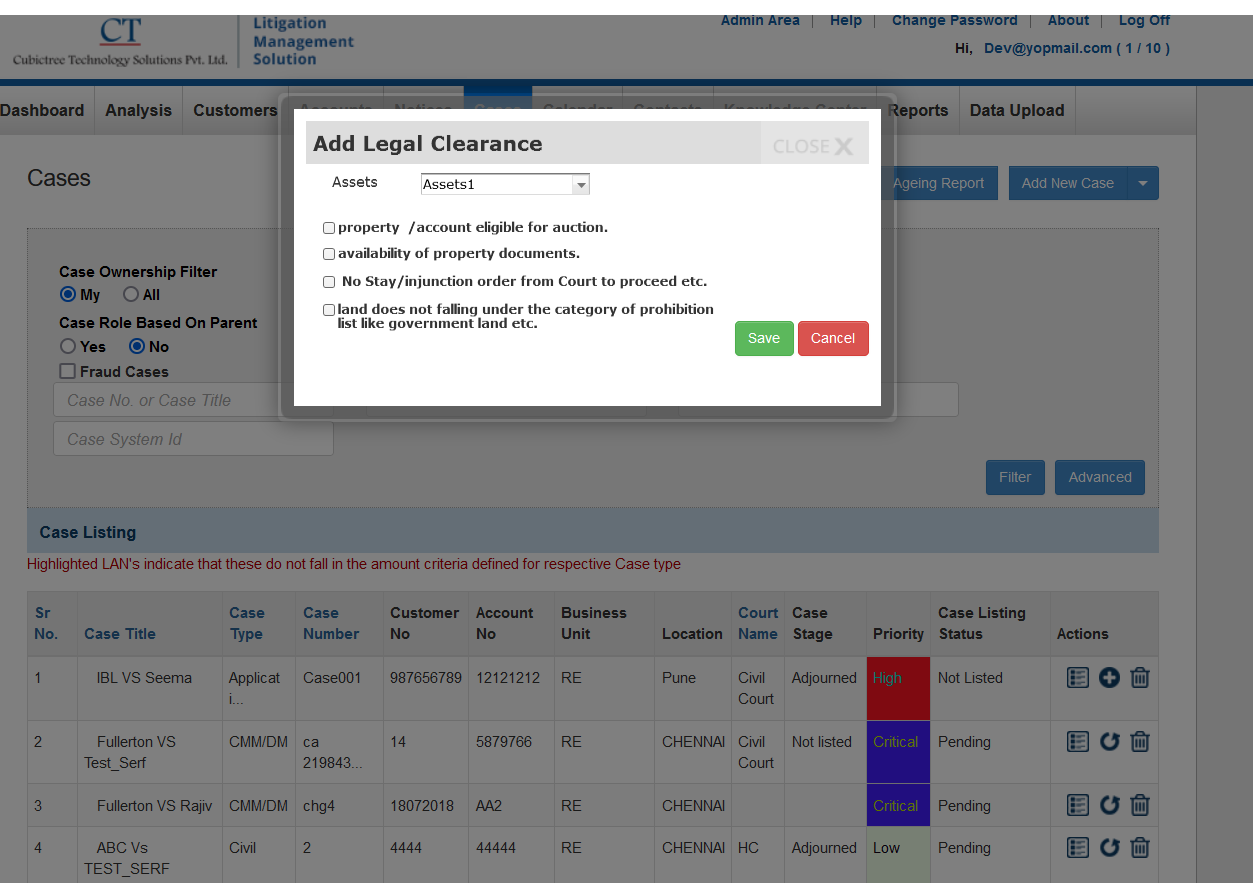 CT
Cubictree Technology Solutions Pvt. Ltd.
Litigation
Management
Solution
Admin Area | Help | Change Password | About | Log Off
Hi, Dev@yopmail.com ( 1 / 10 )
Dashboard Analysis Customers Accounts Notices Cases Calendar Contacts Knowledge Center Reports Data Upload
Add Legal Clearance
CLOSE X
Assets Assets1
property /account eligible for auction.
availability of property documents.
No Stay/injunction order from Court to proceed etc.
land does not falling under the category of prohibition
list like government land etc.
Save Cancel
Cases
Ageing Report Add New Case
Case Ownership Filter
My All
Case Role Based On Parent
Yes No
Fraud Cases
Case No. or Case Title
Case System Id
Filter Advanced
Case Listing
Highlighted LAN's indicate that these do not fall in the amount criteria defined for respective Case type
Sr Case Case Customer Account Business Court Case Case Listing
No. Case Title Type Number No No Unit Location Name Stage Priority Status Actions
1 IBL VS Seema Applicat Case001 987656789 12121212 RE Pune Civil Adjourned High Not Listed
i... Court
2 Fullerton VS CMM/DM ca 14 5879766 RE CHENNAI Civil Not listed Critical Pending
Test_Serf 219843... Court
3 Fullerton VS Rajiv CMM/DM chg4 18072018 AA2 RE CHENNAI Critical Pending
4 ABC Vs Civil 2 4444 44444 RE CHENNAI HC Adjourned Low Pending
TEST_SERF